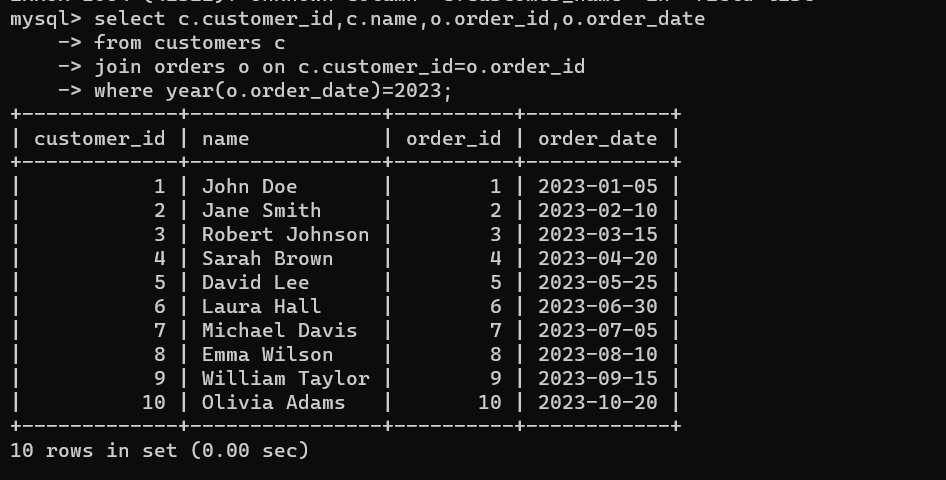 mysql> select c.customer_id,c.name,o.order_id,o.order_date
    -> from customers c
    -> join orders o on c.customer_id=o.order_id
    -> where year(o.order_date)=2023;
+-------------+----------------+----------+------------+
| customer_id | name           | order_id | order_date |
+-------------+----------------+----------+------------+
|           1 | John Doe       |        1 | 2023-01-05 |
|           2 | Jane Smith     |        2 | 2023-02-10 |
|           3 | Robert Johnson |        3 | 2023-03-15 |
|           4 | Sarah Brown    |        4 | 2023-04-20 |
|           5 | David Lee      |        5 | 2023-05-25 |
|           6 | Laura Hall     |        6 | 2023-06-30 |
|           7 | Michael Davis  |        7 | 2023-07-05 |
|           8 | Emma Wilson    |        8 | 2023-08-10 |
|           9 | William Taylor |        9 | 2023-09-15 |
|          10 | Olivia Adams   |       10 | 2023-10-20 |
+-------------+----------------+----------+------------+
10 rows in set (0.00 sec)